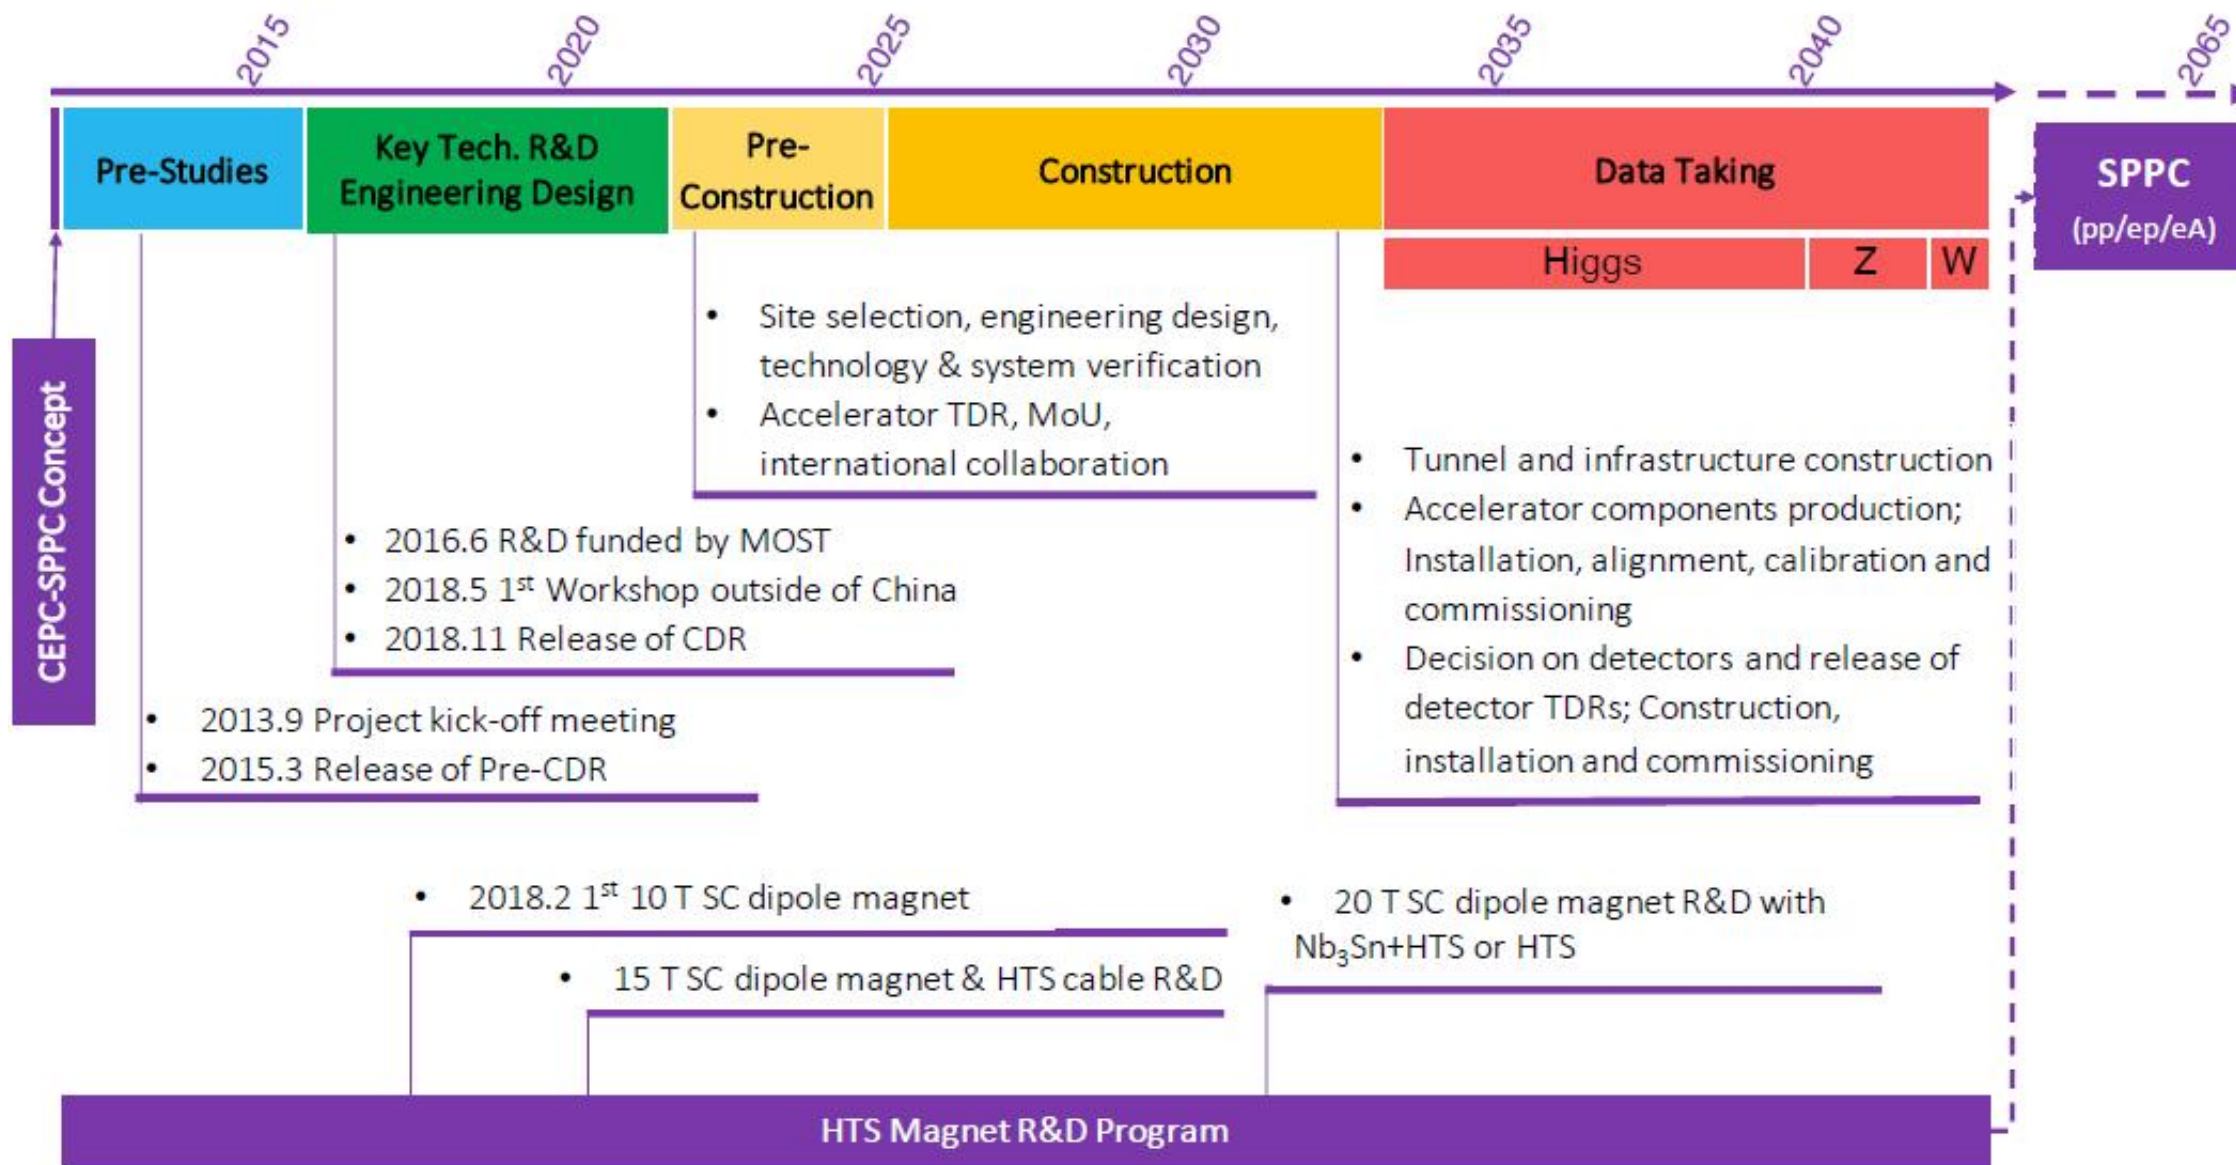 2015
2020
2025
2030
2035
2040
2065
Pre-Studies
Key Tech. R&D
Engineering Design
Pre-
Construction
Construction
Data Taking
SPPC
(pp/ep/eA)
Higgs
Z
W
CEPC-SPPC Concept
• Site selection, engineering design,
technology & system verification
• Accelerator TDR, MoU,
international collaboration
• Tunnel and infrastructure construction
• Accelerator components production;
Installation, alignment, calibration and
commissioning
• Decision on detectors and release of
detector TDRs; Construction,
installation and commissioning
• 2016.6 R&D funded by MOST
• 2018.5 1st Workshop outside of China
• 2018.11 Release of CDR
• 2013.9 Project kick-off meeting
• 2015.3 Release of Pre-CDR
• 2018.2 1st 10 T SC dipole magnet
• 15 T SC dipole magnet & HTS cable R&D
• 20 T SC dipole magnet R&D with
Nb3Sn+HTS or HTS
HTS Magnet R&D Program